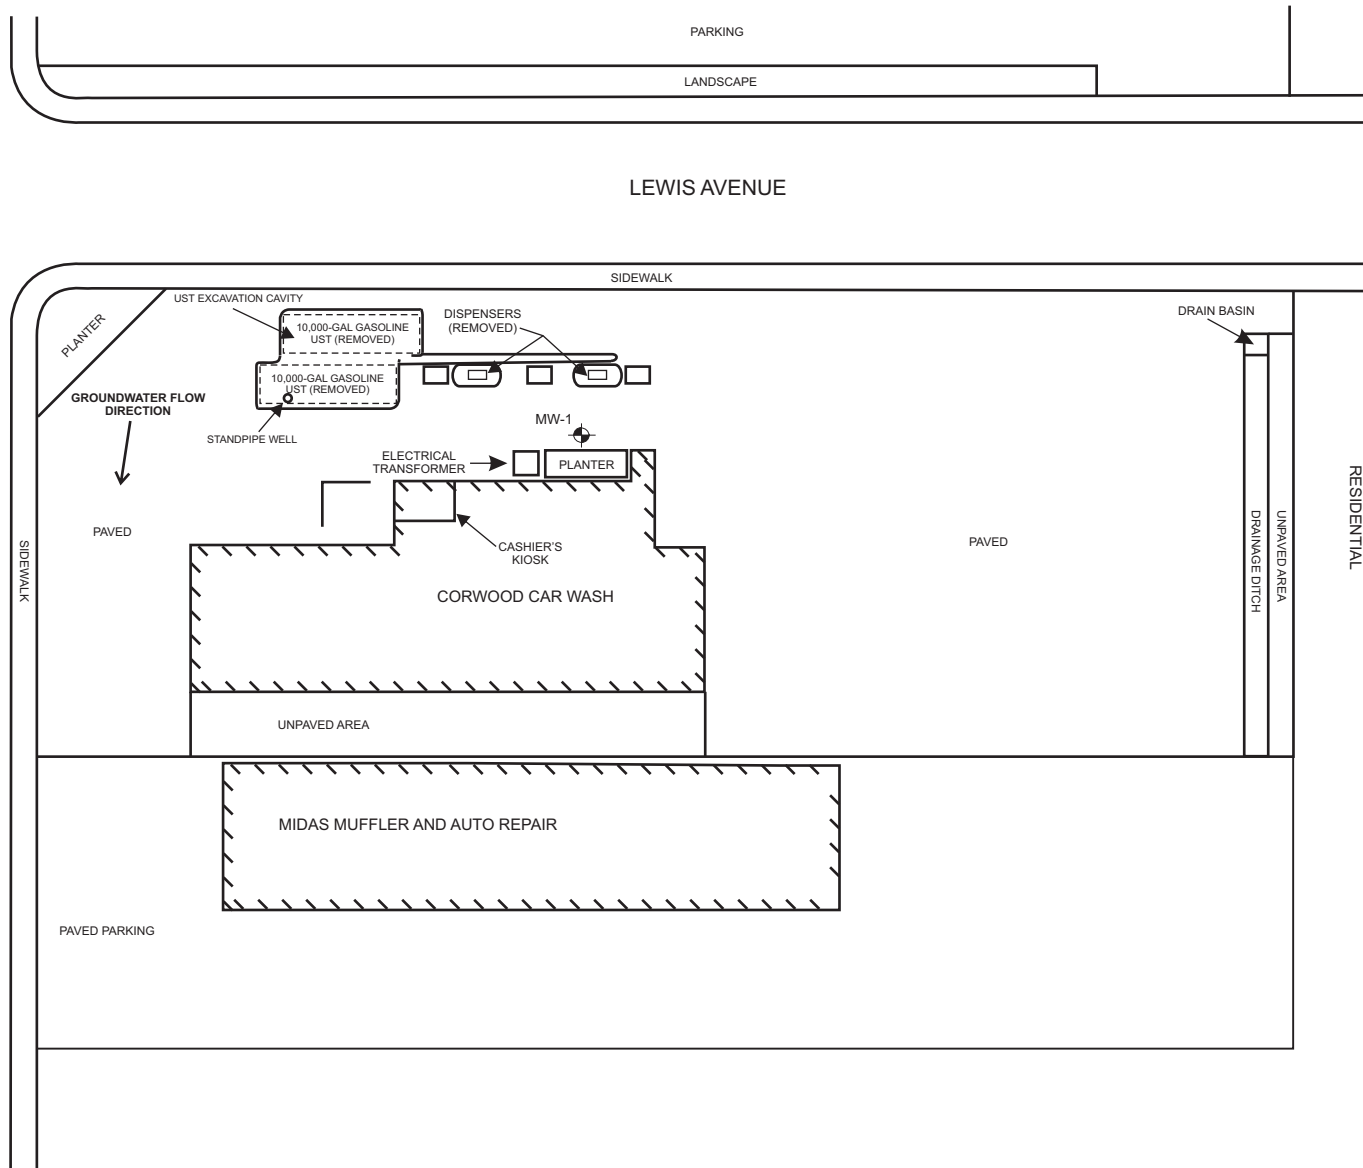 PARKING
LANDSCAPE
LEWIS AVENUE
SIDEWALK
UST EXCAVATION CAVITY
DISPENSERS
(REMOVED)
DRAIN BASIN
PLANTER
10,000-GAL GASOLINE
UST (REMOVED)
10,000-GAL GASOLINE
UST (REMOVED)
GROUNDWATER FLOW
DIRECTION
STANDPIPE WELL
MW-1
ELECTRICAL
TRANSFORMER
PLANTER
PAVED
CASHIER'S
KIOSK
PAVED
SIDEWALK
CORWOOD CAR WASH
DRAINAGE DITCH
UNPAVED AREA
RESIDENTIAL
UNPAVED AREA
MIDAS MUFFLER AND AUTO REPAIR
PAVED PARKING